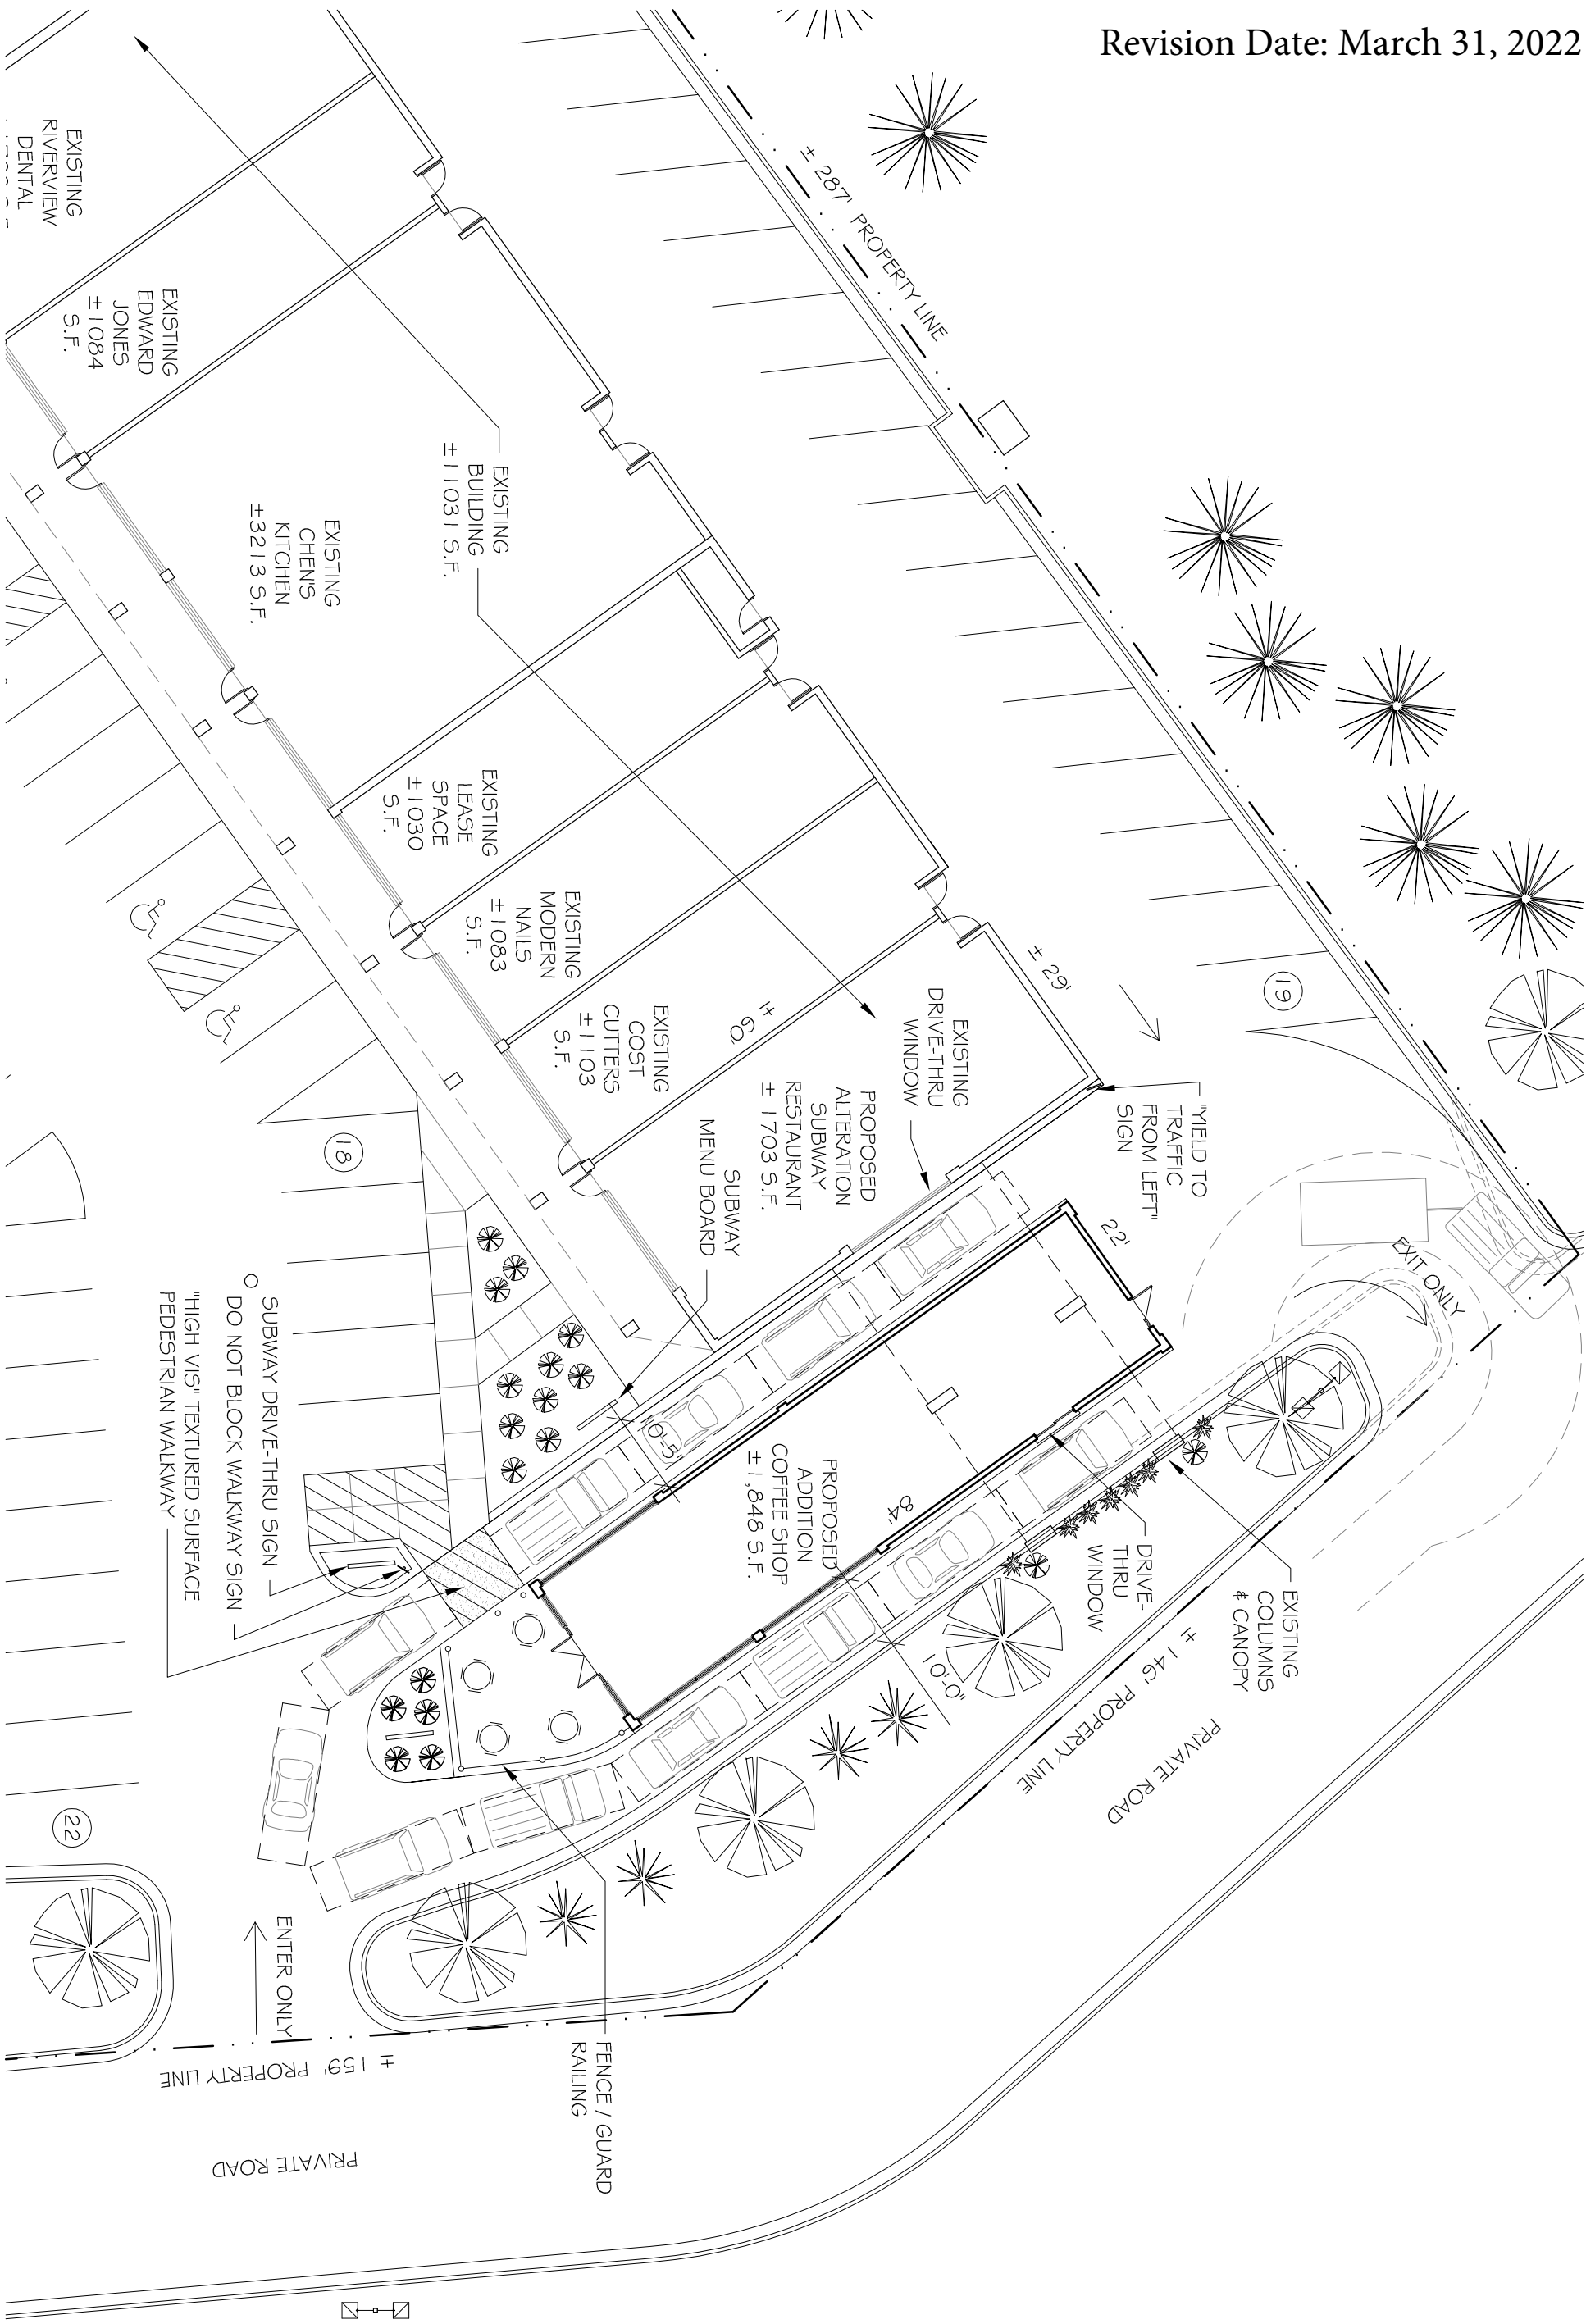 Revision Date: March 31, 2022
± 287' PROPERTY LINE
EXISTING
RIVERVIEW
DENTAL
EXISTING
EDWARD
JONES
±1084
S.F.
EXISTING
BUILDING
±11031 S.F.
EXISTING
CHEN'S
KITCHEN
±3213 S.F.
EXISTING
LEASE
SPACE
±1030
S.F.
EXISTING
MODERN
NAILS
±1083
S.F.
EXISTING
COST
CUTTERS
±1103
S.F.
± 60'
± 29'
19
EXISTING
DRIVE-THRU
WINDOW
"YIELD TO
TRAFFIC
FROM LEFT"
SIGN
PROPOSED
ALTERATION
SUBWAY
RESTAURANT
± 1703 S.F.
SUBWAY
MENU BOARD
22'
EXIT ONLY
18
SUBWAY DRIVE-THRU SIGN
DO NOT BLOCK WALKWAY SIGN
"HIGH VIS" TEXTURED SURFACE
PEDESTRIAN WALKWAY
PROPOSED
ADDITION
COFFEE SHOP
±1,848 S.F.
84'
DRIVE-
THRU
WINDOW
EXISTING
COLUMNS
& CANOPY
10'-0"
± 146' PROPERTY LINE
PRIVATE ROAD
22
ENTER ONLY
FENCE / GUARD
RAILING
± 159' PROPERTY LINE
PRIVATE ROAD